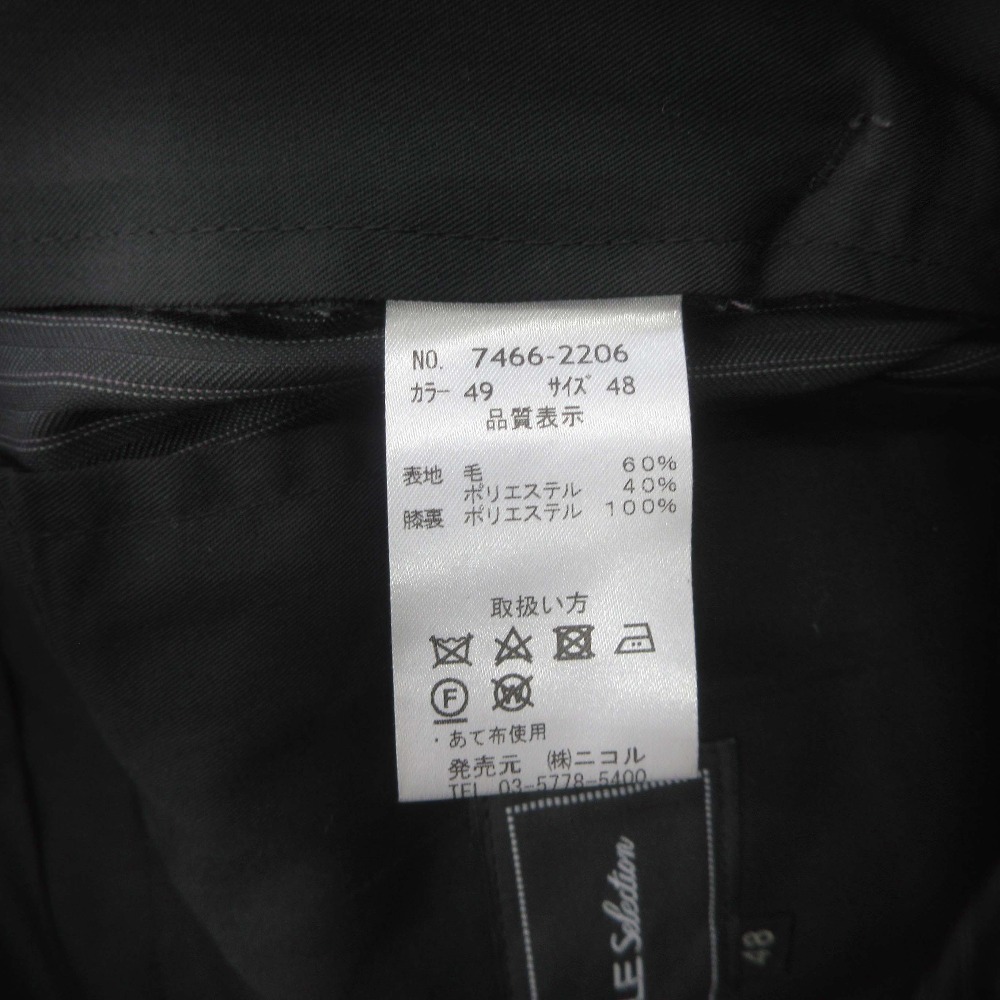 NO. 7466-2206
カラー 49 サイズ 48
品質表示
表地 毛 60%
ポリエステル 40%
膝裏 ポリエステル 100%
取扱い方
F W
・あて布使用
発売元 (株)ニコル
TEL 03-5778-5400
LE Selection
48